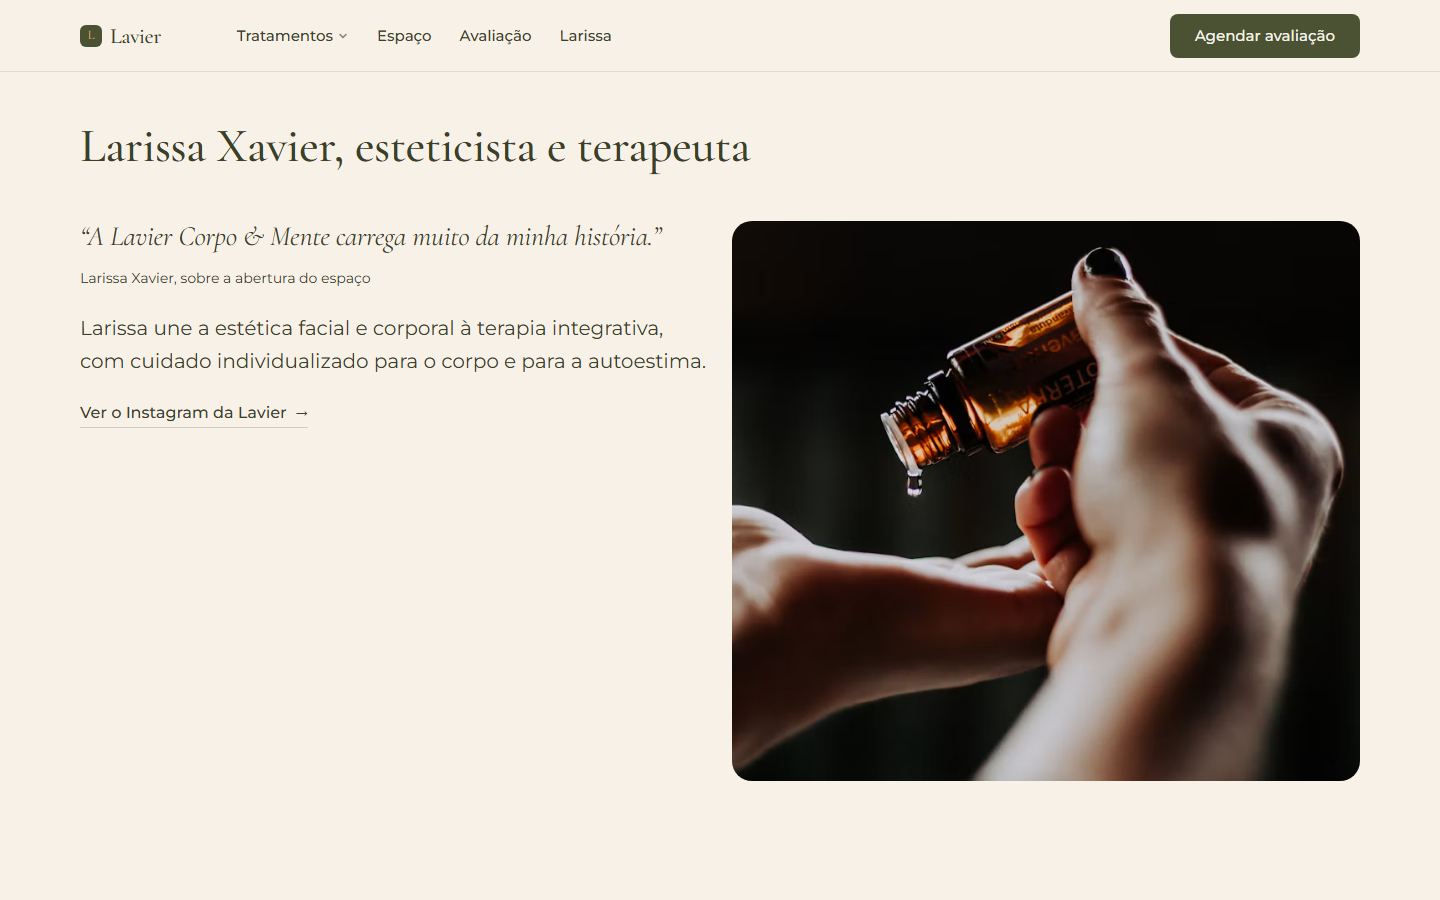 L Lavier Tratamentos Espaço Avaliação Larissa Agendar avaliação
Larissa Xavier, esteticista e terapeuta
“A Lavier Corpo & Mente carrega muito da minha história.”
Larissa Xavier, sobre a abertura do espaço
Larissa une a estética facial e corporal à terapia integrativa,
com cuidado individualizado para o corpo e para a autoestima.
Ver o Instagram da Lavier →